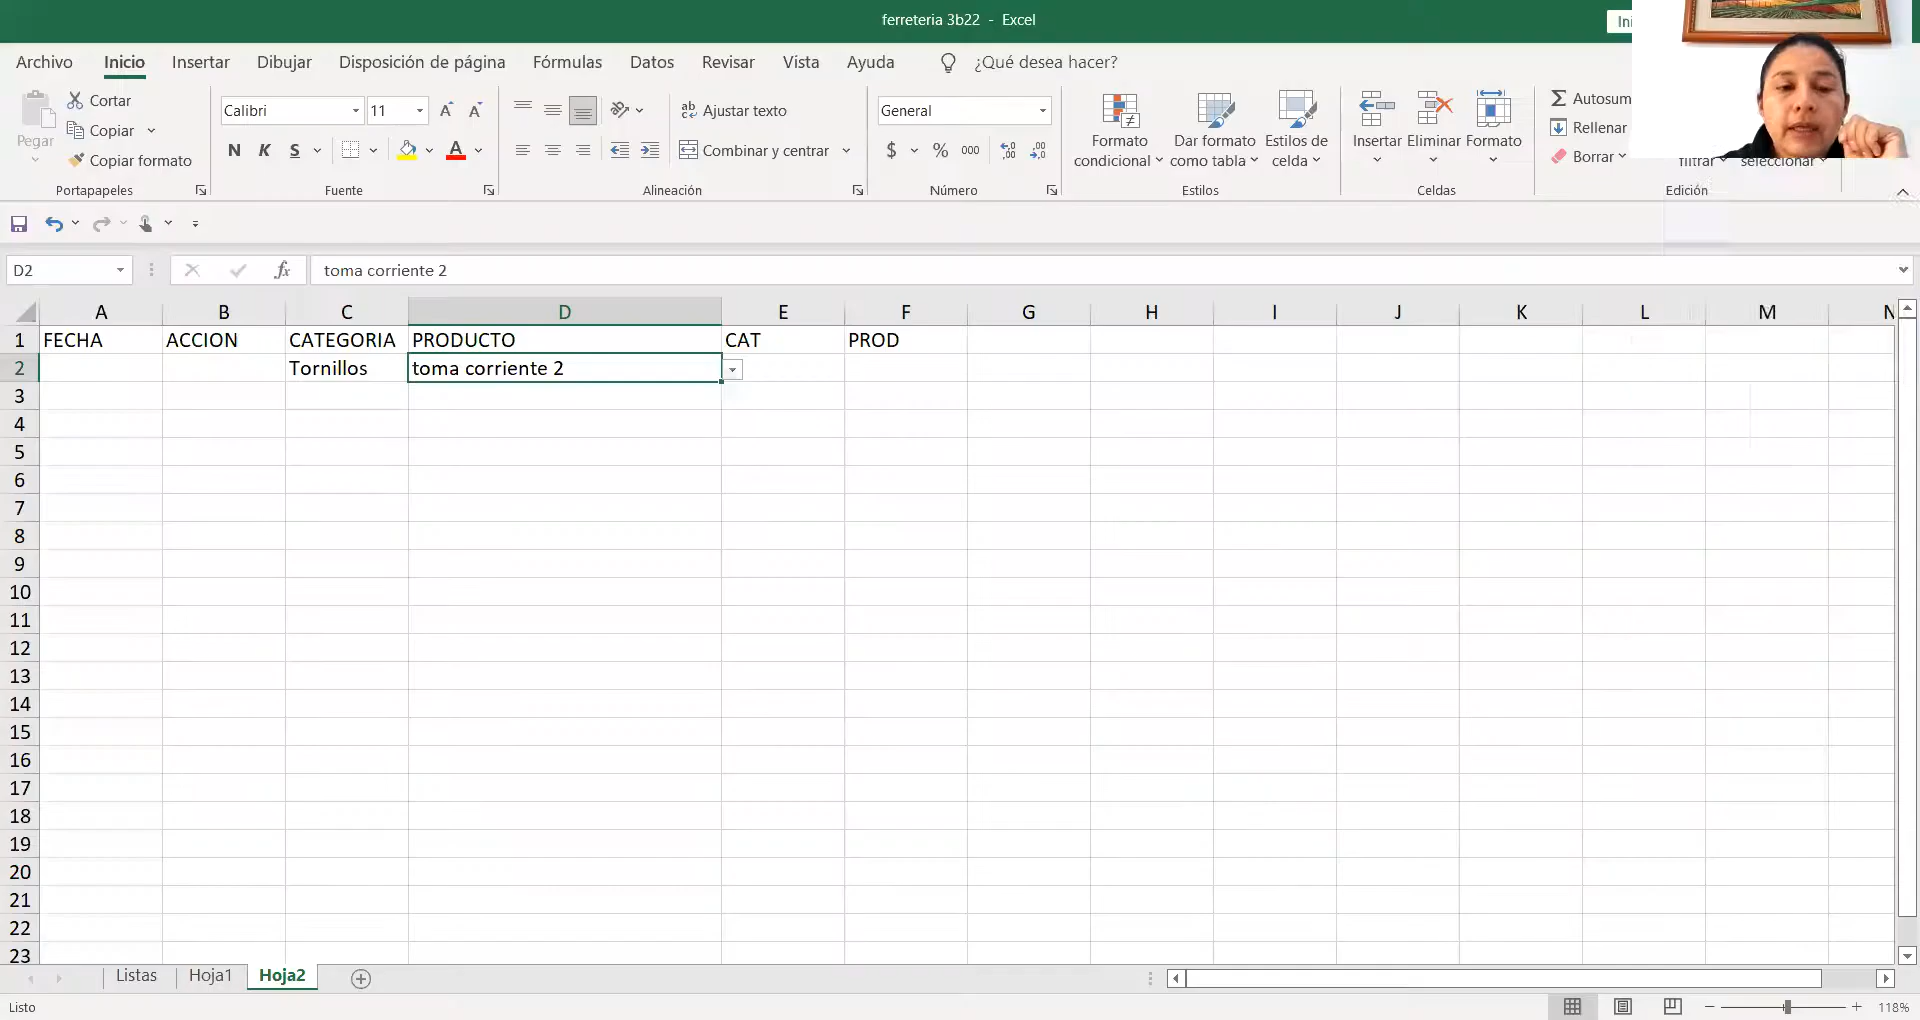 ferreteria 3b22 - Excel
Archivo Inicio Insertar Dibujar Disposición de página Fórmulas Datos Revisar Vista Ayuda ¿Qué desea hacer?
Pegar
Cortar
Copiar
Copiar formato
Portapapeles
Calibri 11
N K S A
Fuente
Ajustar texto
Combinar y centrar
Alineación
General
$ % 000
Número
Formato condicional
Dar formato como tabla
Estilos de celda
Estilos
Insertar Eliminar Formato
Celdas
Autosum
Rellenar
Borrar
filtrar
seleccionar
Edición
D2
fx
toma corriente 2
A B C D E F G H I J K L M N
1 FECHA ACCION CATEGORIA PRODUCTO CAT PROD
2 Tornillos toma corriente 2
3
4
5
6
7
8
9
10
11
12
13
14
15
16
17
18
19
20
21
22
23
Listas Hoja1 Hoja2
Listo
118%